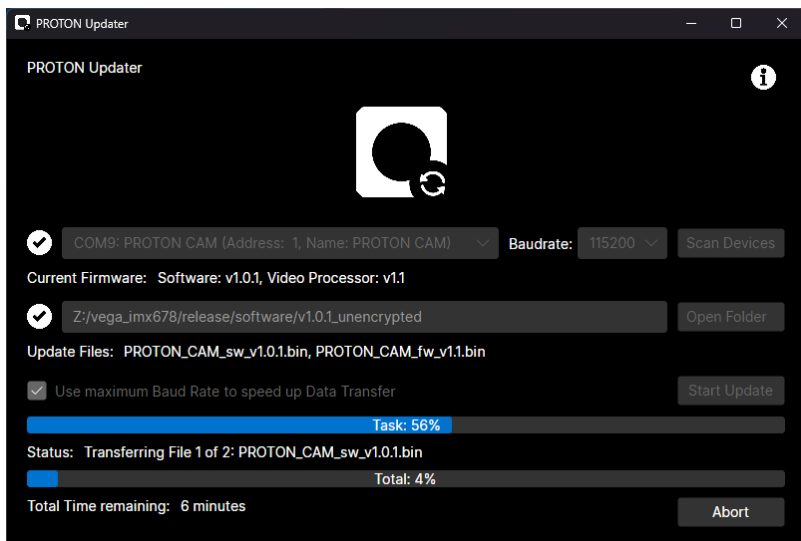 PROTON Updater
PROTON Updater
COM9: PROTON CAM (Address: 1, Name: PROTON CAM) Baudrate: 115200 Scan Devices
Current Firmware: Software: v1.0.1, Video Processor: v1.1
Z:/vega_imx678/release/software/v1.0.1_unencrypted Open Folder
Update Files: PROTON_CAM_sw_v1.0.1.bin, PROTON_CAM_fw_v1.1.bin
Use maximum Baud Rate to speed up Data Transfer Start Update
Task: 56%
Status: Transferring File 1 of 2: PROTON_CAM_sw_v1.0.1.bin
Total: 4%
Total Time remaining: 6 minutes Abort